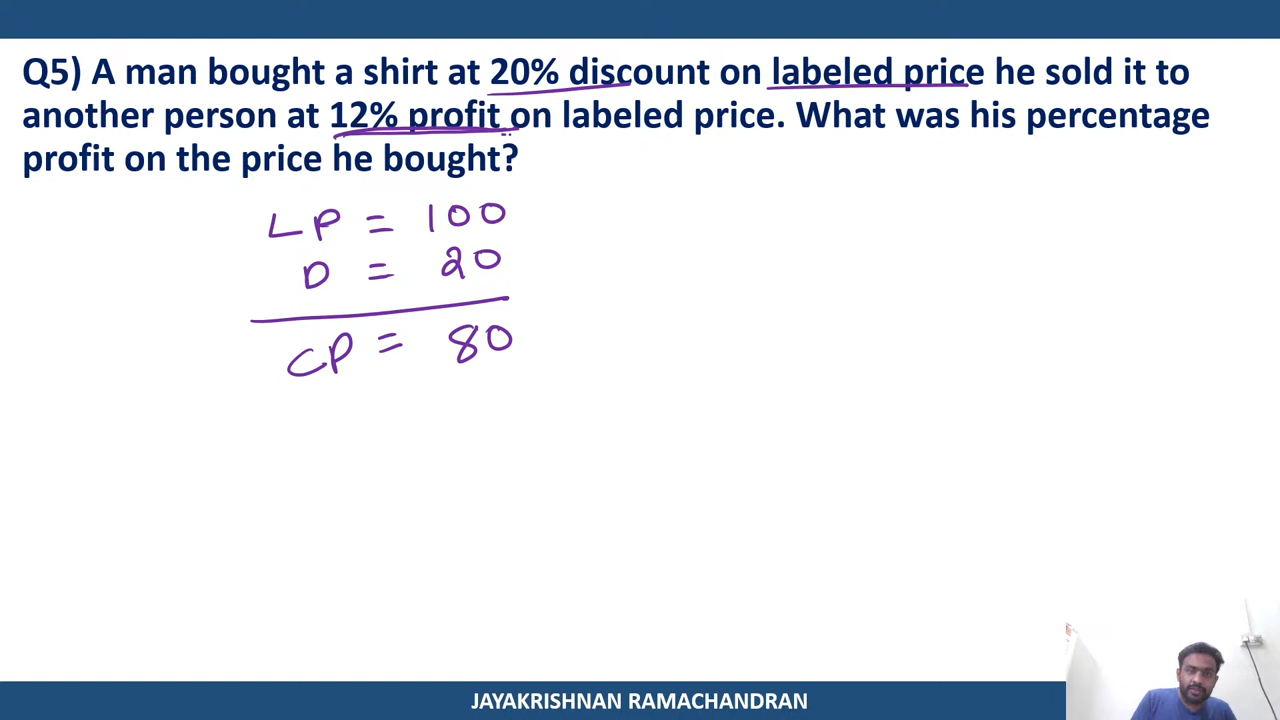 Q5) A man bought a shirt at 20% discount on labeled price he sold it to
another person at 12% profit on labeled price. What was his percentage
profit on the price he bought?
LP = 100
D = 20
CP = 80
JAYAKRISHNAN RAMACHANDRAN